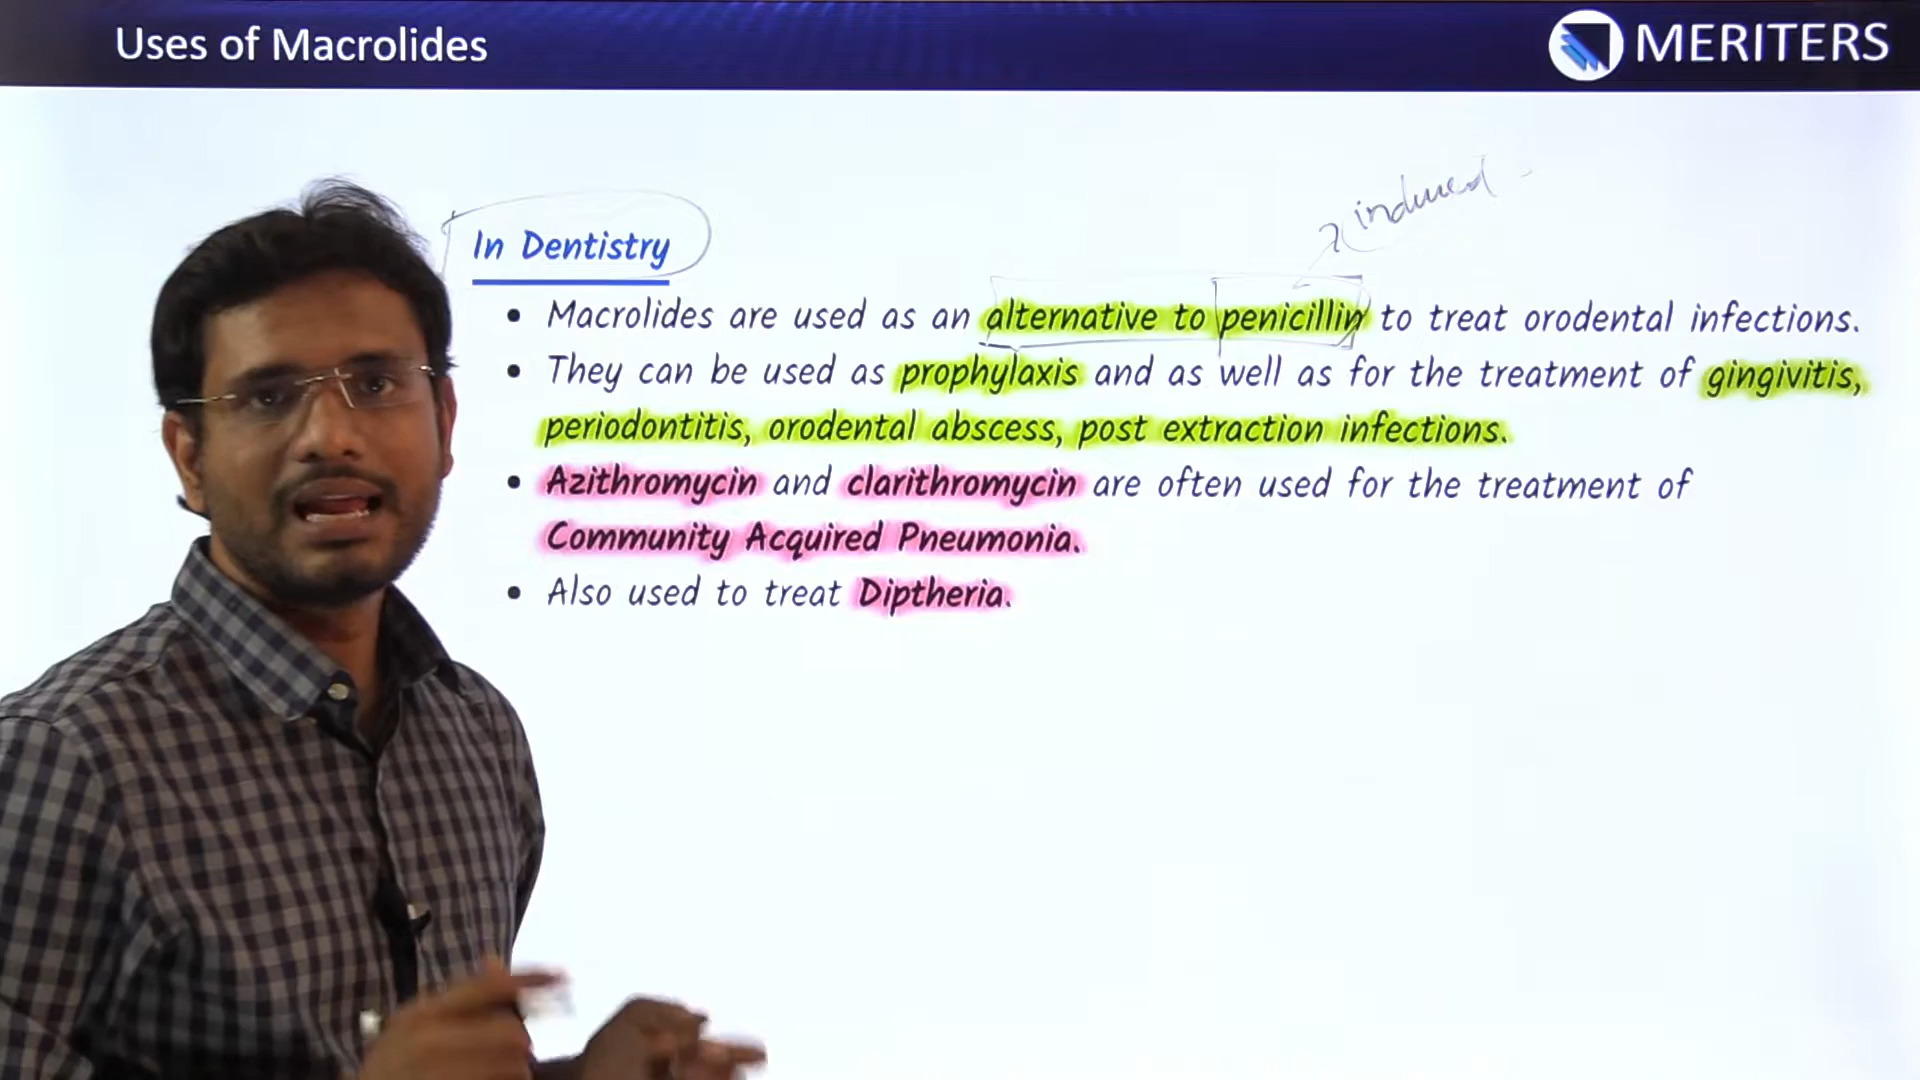 Uses of Macrolides
MERITERS
induced
In Dentistry
• Macrolides are used as an alternative to penicillin to treat orodental infections.
• They can be used as prophylaxis and as well as for the treatment of gingivitis,
periodontitis, orodental abscess, post extraction infections.
• Azithromycin and clarithromycin are often used for the treatment of
Community Acquired Pneumonia.
• Also used to treat Diptheria.